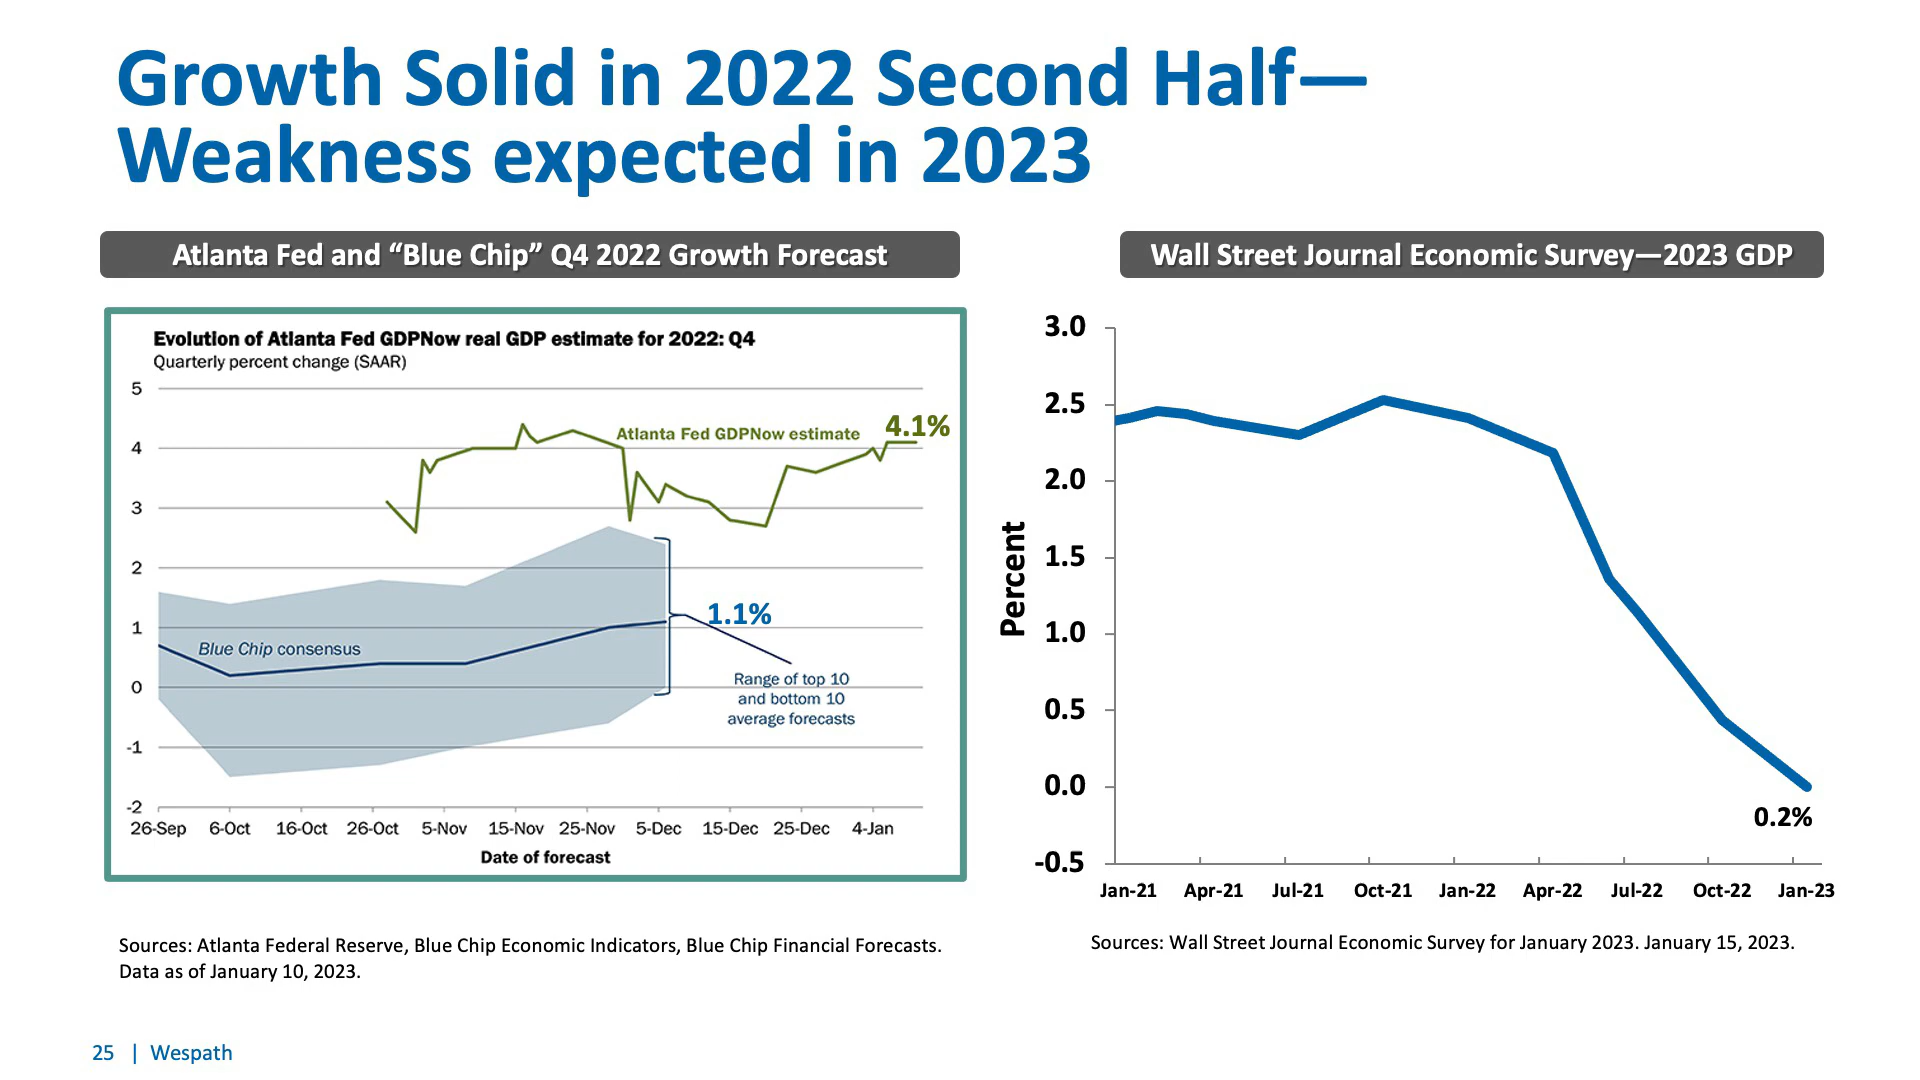 Growth Solid in 2022 Second Half—
Weakness expected in 2023
Atlanta Fed and “Blue Chip” Q4 2022 Growth Forecast
Evolution of Atlanta Fed GDPNow real GDP estimate for 2022: Q4
Quarterly percent change (SAAR)
5
4
3
2
1
0
-1
-2
Atlanta Fed GDPNow estimate
4.1%
1.1%
Blue Chip consensus
Range of top 10
and bottom 10
average forecasts
26-Sep 6-Oct 16-Oct 26-Oct 5-Nov 15-Nov 25-Nov 5-Dec 15-Dec 25-Dec 4-Jan
Date of forecast
Sources: Atlanta Federal Reserve, Blue Chip Economic Indicators, Blue Chip Financial Forecasts.
Data as of January 10, 2023.
Wall Street Journal Economic Survey—2023 GDP
Percent
3.0
2.5
2.0
1.5
1.0
0.5
0.0
-0.5
0.2%
Jan-21 Apr-21 Jul-21 Oct-21 Jan-22 Apr-22 Jul-22 Oct-22 Jan-23
Sources: Wall Street Journal Economic Survey for January 2023. January 15, 2023.
25 | Wespath